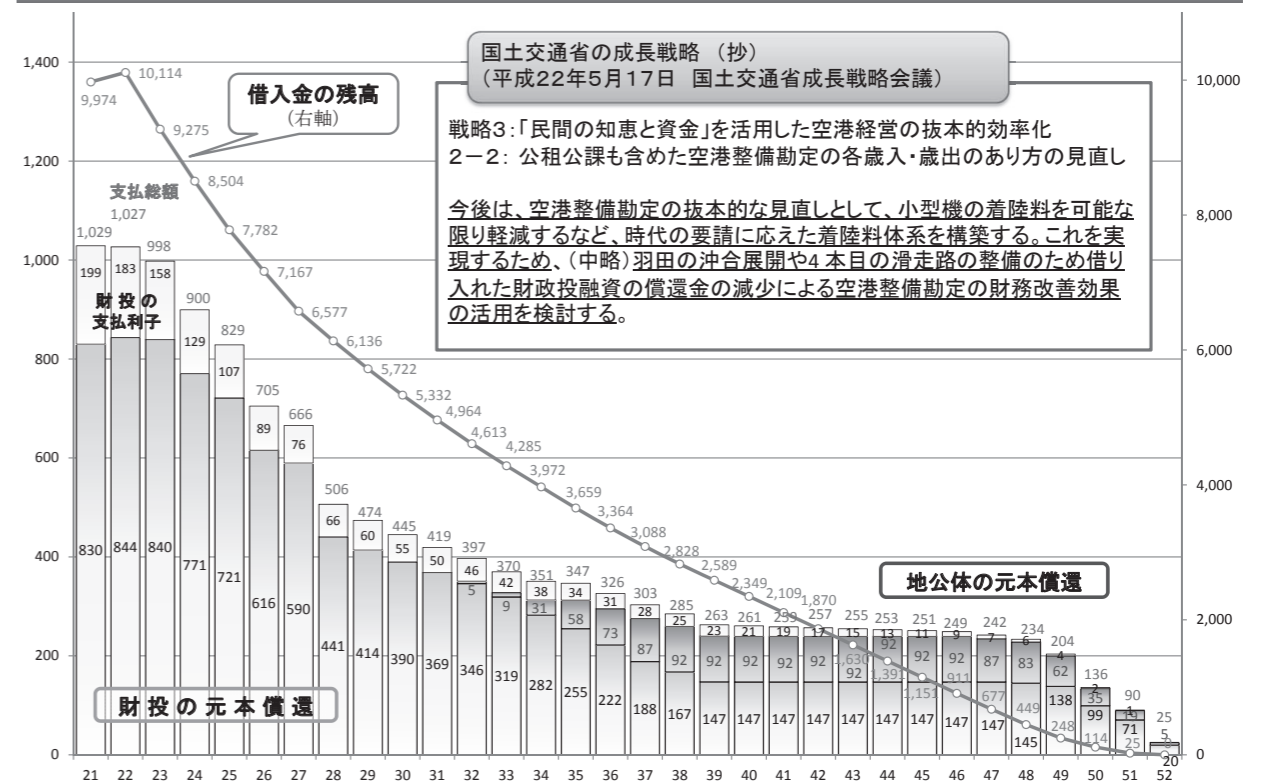 国土交通省の成長戦略 （抄）
（平成22年5月17日 国土交通省成長戦略会議）
戦略3：「民間の知恵と資金」を活用した空港経営の抜本的効率化
2－2： 公租公課も含めた空港整備勘定の各歳入・歳出のあり方の見直し
今後は、空港整備勘定の抜本的な見直しとして、小型機の着陸料を可能な
限り軽減するなど、時代の要請に応えた着陸料体系を構築する。これを実
現するため、（中略）羽田の沖合展開や4本目の滑走路の整備のため借り
入れた財政投融資の償還金の減少による空港整備勘定の財務改善効果
の活用を検討する。
借入金の残高
（右軸）
支払総額
財投の
支払利子
地公体の元本償還
財投の元本償還
1,400
1,200
1,000
800
600
400
200
0
10,000
8,000
6,000
4,000
2,000
0
9,974 10,114 9,275 8,504 7,782 7,167 6,577 6,136 5,722 5,332 4,964 4,613 4,285 3,972 3,659 3,364 3,088 2,828 2,589 2,349 2,109 1,870 1,630 1,391 1,151 911 677 449 248 114 25 0
1,029 1,027 998 900 829 705 666 506 474 445 419 397 370 351 347 326 303 285 263 261 259 257 255 253 251 249 242 234 204 136 90 25
199 183 158 129 107 89 76 66 60 55 50 46 42 38 34 31 28 25 23 21 19 17 15 13 11 9 7 6 4 2 1
5 9 31 58 73 87 92 92 92 92 92 92 92 92 92 87 83 62 35 19 5
830 844 840 771 721 616 590 441 414 390 369 346 319 282 255 222 188 167 147 147 147 147 147 147 147 147 147 145 138 99 71 20
21 22 23 24 25 26 27 28 29 30 31 32 33 34 35 36 37 38 39 40 41 42 43 44 45 46 47 48 49 50 51 52